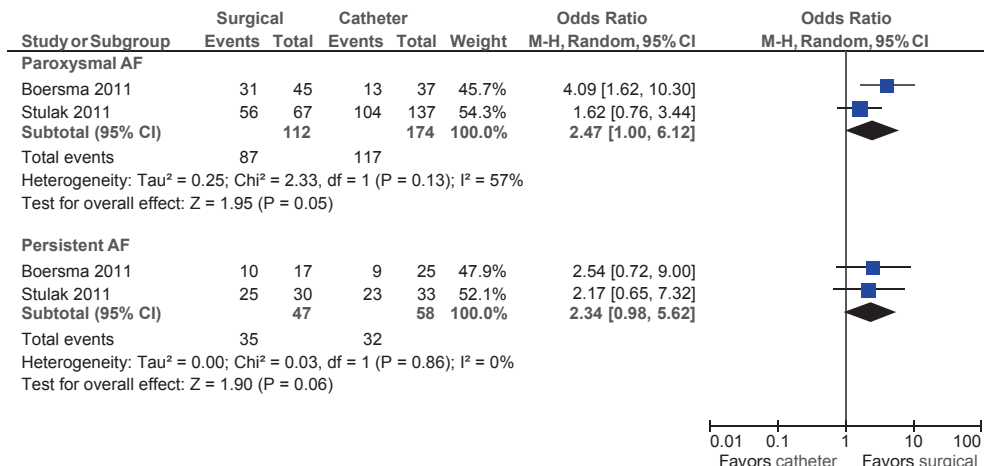 Surgical Catheter Odds Ratio Odds Ratio
Study or Subgroup Events Total Events Total Weight M-H, Random, 95% CI M-H, Random, 95% CI
Paroxysmal AF
Boersma 2011 31 45 13 37 45.7% 4.09 [1.62, 10.30]
Stulak 2011 56 67 104 137 54.3% 1.62 [0.76, 3.44]
Subtotal (95% CI) 112 174 100.0% 2.47 [1.00, 6.12]
Total events 87 117
Heterogeneity: Tau² = 0.25; Chi² = 2.33, df = 1 (P = 0.13); I² = 57%
Test for overall effect: Z = 1.95 (P = 0.05)
Persistent AF
Boersma 2011 10 17 9 25 47.9% 2.54 [0.72, 9.00]
Stulak 2011 25 30 23 33 52.1% 2.17 [0.65, 7.32]
Subtotal (95% CI) 47 58 100.0% 2.34 [0.98, 5.62]
Total events 35 32
Heterogeneity: Tau² = 0.00; Chi² = 0.03, df = 1 (P = 0.86); I² = 0%
Test for overall effect: Z = 1.90 (P = 0.06)
0.01 0.1 1 10 100
Favors catheter Favors surgical